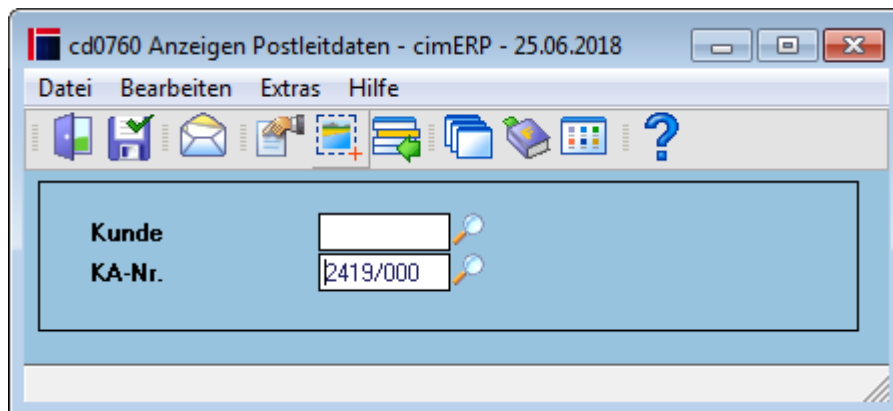 cd0760 Anzeigen Postleitdaten - cimERP - 25.06.2018
Datei Bearbeiten Extras Hilfe
Kunde
KA-Nr. 2419/000